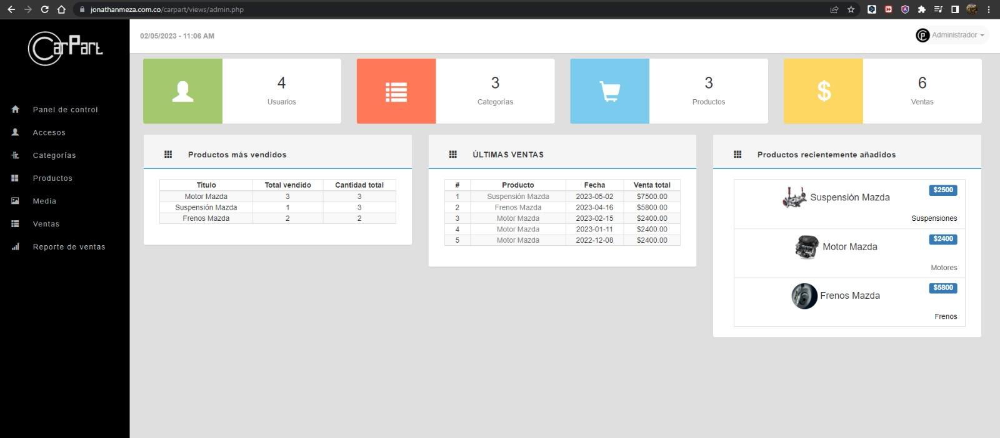 jonathanmeza.com.co/carpart/views/admin.php
CarPart
02/05/2023 - 11:06 AM
Administrador
Panel de control
Accesos
Categorías
Productos
Media
Ventas
Reporte de ventas
4
Usuarios
3
Categorías
3
Productos
$
6
Ventas
Productos más vendidos
Título Total vendido Cantidad total
Motor Mazda 3 3
Suspensión Mazda 1 3
Frenos Mazda 2 2
ÚLTIMAS VENTAS
# Producto Fecha Venta total
1 Suspensión Mazda 2023-05-02 $7500.00
2 Frenos Mazda 2023-04-16 $5800.00
3 Motor Mazda 2023-02-15 $2400.00
4 Motor Mazda 2023-01-11 $2400.00
5 Motor Mazda 2022-12-08 $2400.00
Productos recientemente añadidos
Suspensión Mazda $2500
Suspensiones
Motor Mazda $2400
Motores
Frenos Mazda $5800
Frenos